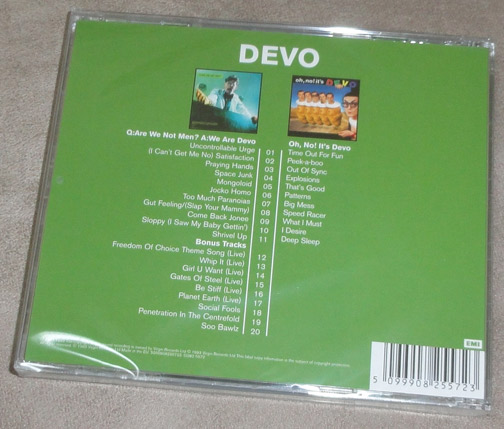 DEVO
oh, no! it's DEVO
Q:Are We Not Men? A:We Are Devo
Uncontrollable Urge 01
(I Can't Get Me No) Satisfaction 02
Praying Hands 03
Space Junk 04
Mongoloid 05
Jocko Homo 06
Too Much Paranoias 07
Gut Feeling/(Slap Your Mammy) 08
Come Back Jonee 09
Sloppy (I Saw My Baby Gettin') 10
Shrivel Up 11
Bonus Tracks
Freedom Of Choice Theme Song (Live) 12
Whip It (Live) 13
Girl U Want (Live) 14
Gates Of Steel (Live) 15
Be Stiff (Live) 16
Planet Earth (Live) 17
Social Fools 18
Penetration In The Centrefold 19
Soo Bawlz 20
Oh, No! It's Devo
Time Out For Fun
Peek-a-boo
Out Of Sync
Explosions
That's Good
Patterns
Big Mess
Speed Racer
What I Must
I Desire
Deep Sleep
EMI
5 099908 255723